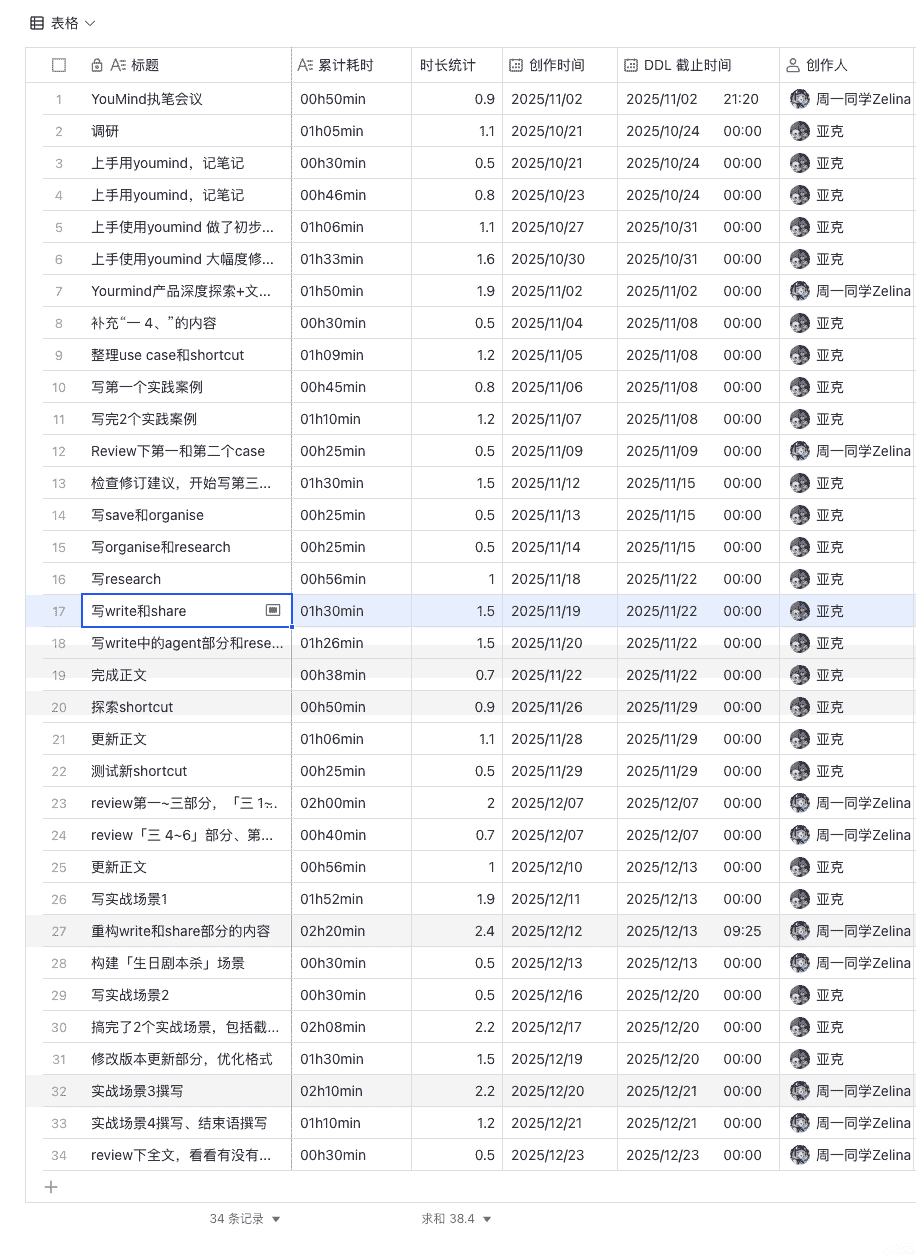 表格
标题 累计耗时 时长统计 创作时间 DDL 截止时间 创作人
1 YouMind执笔会议 00h50min 0.9 2025/11/02 2025/11/02 21:20 周一同学Zelina
2 调研 01h05min 1.1 2025/10/21 2025/10/24 00:00 亚克
3 上手用youmind，记笔记 00h30min 0.5 2025/10/21 2025/10/24 00:00 亚克
4 上手用youmind，记笔记 00h46min 0.8 2025/10/23 2025/10/24 00:00 亚克
5 上手使用youmind 做了初步... 01h06min 1.1 2025/10/27 2025/10/31 00:00 亚克
6 上手使用youmind 大幅度修... 01h33min 1.6 2025/10/30 2025/10/31 00:00 亚克
7 Yourmind产品深度探索+文... 01h50min 1.9 2025/11/02 2025/11/02 00:00 周一同学Zelina
8 补充“一 4、”的内容 00h30min 0.5 2025/11/04 2025/11/08 00:00 亚克
9 整理use case和shortcut 01h09min 1.2 2025/11/05 2025/11/08 00:00 亚克
10 写第一个实践案例 00h45min 0.8 2025/11/06 2025/11/08 00:00 亚克
11 写完2个实践案例 01h10min 1.2 2025/11/07 2025/11/08 00:00 亚克
12 Review下第一和第二个case 00h25min 0.5 2025/11/09 2025/11/09 00:00 周一同学Zelina
13 检查修订建议，开始写第三... 01h30min 1.5 2025/11/12 2025/11/15 00:00 亚克
14 写save和organise 00h25min 0.5 2025/11/13 2025/11/15 00:00 亚克
15 写organise和research 00h25min 0.5 2025/11/14 2025/11/15 00:00 亚克
16 写research 00h56min 1 2025/11/18 2025/11/22 00:00 亚克
17 写write和share 01h30min 1.5 2025/11/19 2025/11/22 00:00 亚克
18 写write中的agent部分和rese... 01h26min 1.5 2025/11/20 2025/11/22 00:00 亚克
19 完成正文 00h38min 0.7 2025/11/22 2025/11/22 00:00 亚克
20 探索shortcut 00h50min 0.9 2025/11/26 2025/11/29 00:00 亚克
21 更新正文 01h06min 1.1 2025/11/28 2025/11/29 00:00 亚克
22 测试新shortcut 00h25min 0.5 2025/11/29 2025/11/29 00:00 亚克
23 review第一~三部分，「三 1~... 02h00min 2 2025/12/07 2025/12/07 00:00 周一同学Zelina
24 review「三 4~6」部分、第... 00h40min 0.7 2025/12/07 2025/12/07 00:00 周一同学Zelina
25 更新正文 00h56min 1 2025/12/10 2025/12/13 00:00 亚克
26 写实战场景1 01h52min 1.9 2025/12/11 2025/12/13 00:00 亚克
27 重构write和share部分的内容 02h20min 2.4 2025/12/12 2025/12/13 09:25 周一同学Zelina
28 构建「生日剧本杀」场景 00h30min 0.5 2025/12/13 2025/12/13 00:00 周一同学Zelina
29 写实战场景2 00h30min 0.5 2025/12/16 2025/12/20 00:00 亚克
30 搞完了2个实战场景，包括截... 02h08min 2.2 2025/12/17 2025/12/20 00:00 亚克
31 修改版本更新部分，优化格式 01h30min 1.5 2025/12/19 2025/12/20 00:00 亚克
32 实战场景3撰写 02h10min 2.2 2025/12/20 2025/12/21 00:00 周一同学Zelina
33 实战场景4撰写、结束语撰写 01h10min 1.2 2025/12/21 2025/12/21 00:00 周一同学Zelina
34 review下全文，看看有没有... 00h30min 0.5 2025/12/23 2025/12/23 00:00 周一同学Zelina
34 条记录 求和 38.4